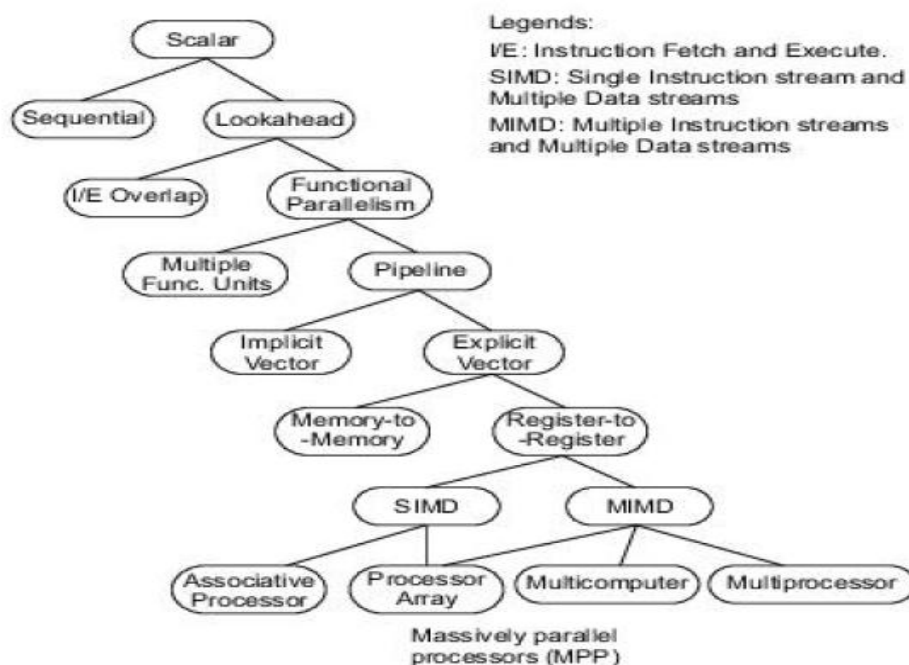 Legends:
I/E: Instruction Fetch and Execute.
SIMD: Single Instruction stream and
Multiple Data streams
MIMD: Multiple Instruction streams
and Multiple Data streams
Scalar
Sequential
Lookahead
I/E Overlap
Functional
Parallelism
Multiple
Func. Units
Pipeline
Implicit
Vector
Explicit
Vector
Memory-to
-Memory
Register-to
-Register
SIMD
MIMD
Associative
Processor
Processor
Array
Multicomputer
Multiprocessor
Massively parallel
processors (MPP)